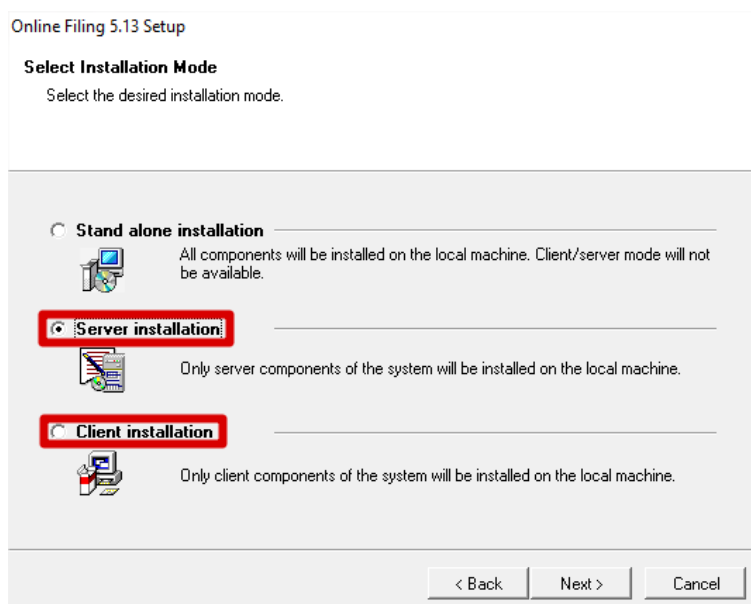 Online Filing 5.13 Setup
Select Installation Mode
Select the desired installation mode.
Stand alone installation
All components will be installed on the local machine. Client/server mode will not
be available.
Server installation
Only server components of the system will be installed on the local machine.
Client installation
Only client components of the system will be installed on the local machine.
< Back Next > Cancel